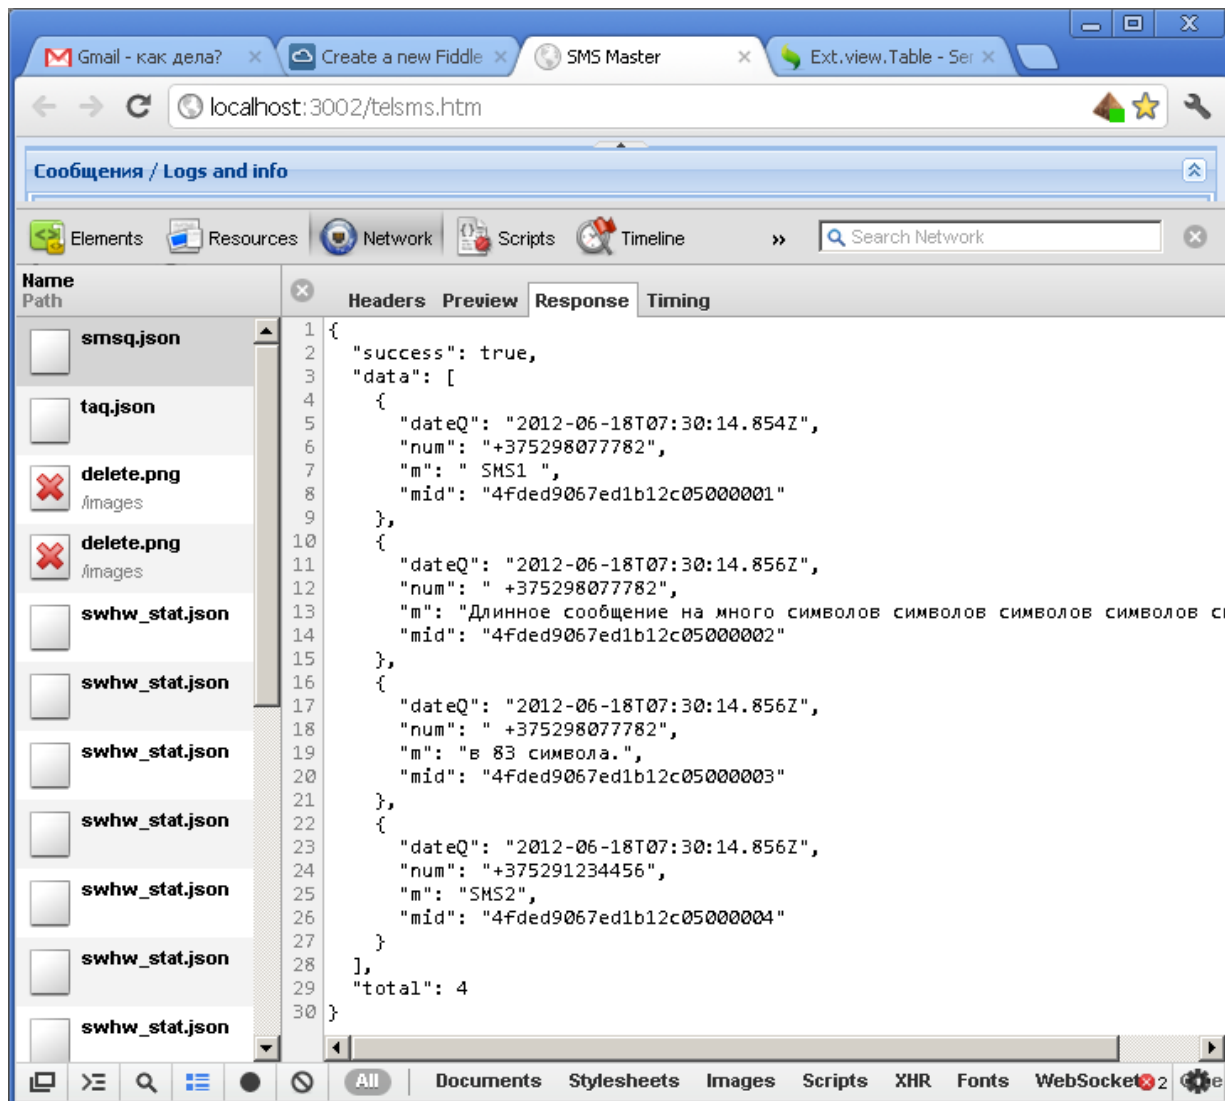 Gmail - как дела?
Create a new Fiddle
SMS Master
Ext.view.Table - Ser
localhost:3002/telsms.htm
Сообщения / Logs and info
Elements
Resources
Network
Scripts
Timeline
»
Search Network
Name
Path
Headers Preview Response Timing
smsq.json
taq.json
delete.png
/images
delete.png
/images
swhw_stat.json
swhw_stat.json
swhw_stat.json
swhw_stat.json
swhw_stat.json
swhw_stat.json
swhw_stat.json
1 {
2 "success": true,
3 "data": [
4 {
5 "dateQ": "2012-06-18T07:30:14.854Z",
6 "num": "+375298077782",
7 "m": " SMS1 ",
8 "mid": "4fded9067ed1b12c05000001"
9 },
10 {
11 "dateQ": "2012-06-18T07:30:14.856Z",
12 "num": " +375298077782",
13 "m": "Длинное сообщение на много символов символов символов символов
14 "mid": "4fded9067ed1b12c05000002"
15 },
16 {
17 "dateQ": "2012-06-18T07:30:14.856Z",
18 "num": " +375298077782",
19 "m": "в 83 символа.",
20 "mid": "4fded9067ed1b12c05000003"
21 },
22 {
23 "dateQ": "2012-06-18T07:30:14.856Z",
24 "num": "+375291234456",
25 "m": "SMS2",
26 "mid": "4fded9067ed1b12c05000004"
27 }
28 ],
29 "total": 4
30 }
All
Documents Stylesheets Images Scripts XHR Fonts WebSocket 2